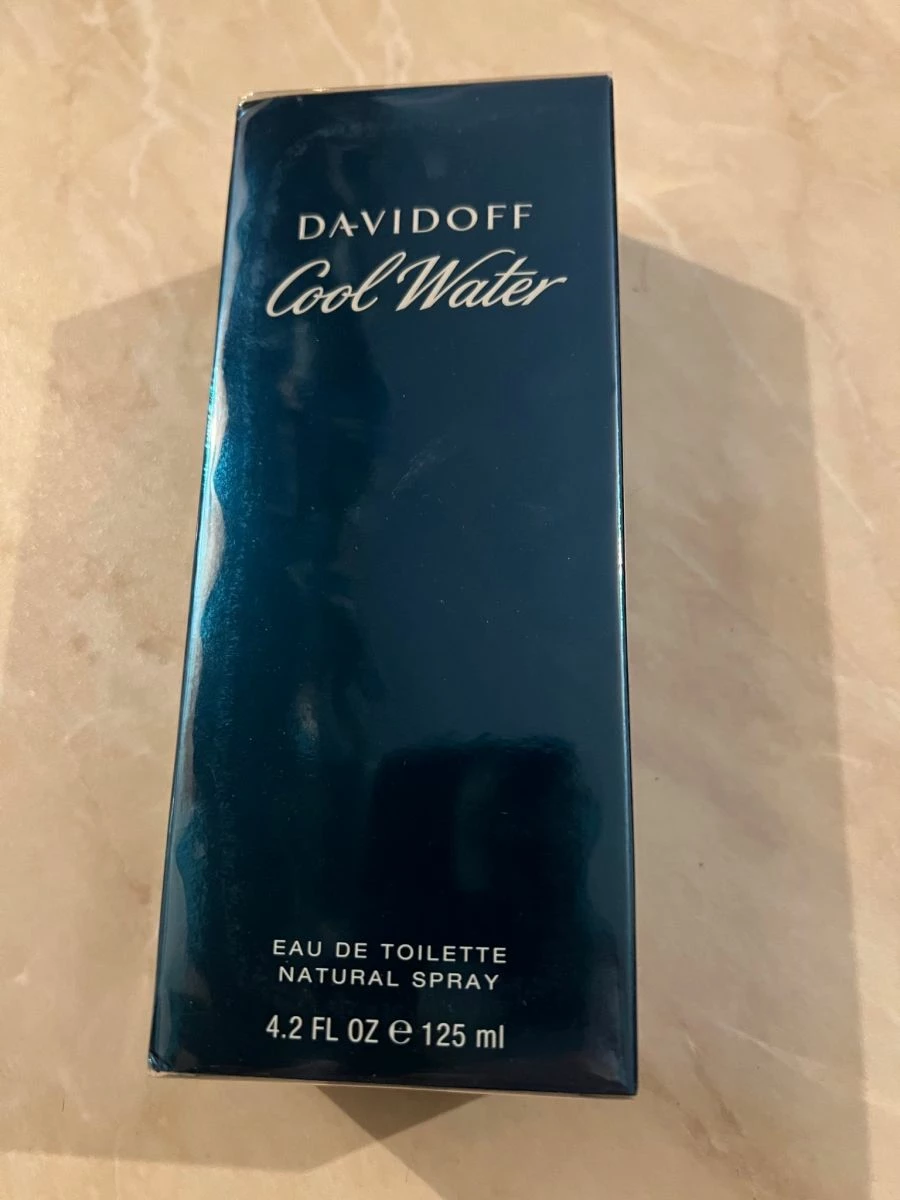 DAVIDOFF
Cool Water
EAU DE TOILETTE
NATURAL SPRAY
4.2 FL OZ ℮ 125 ml